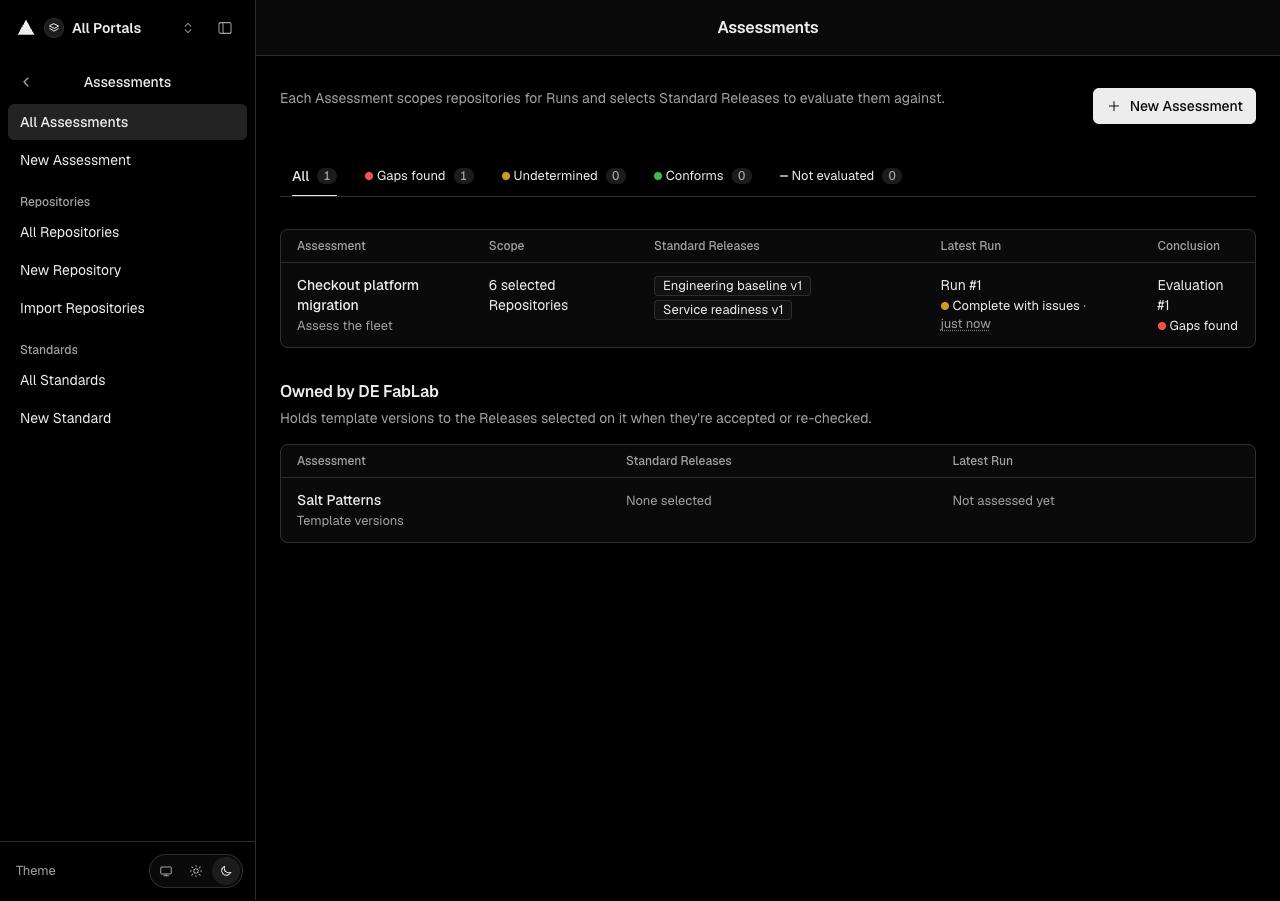 All Portals
Assessments
Assessments
All Assessments
New Assessment
Repositories
All Repositories
New Repository
Import Repositories
Standards
All Standards
New Standard
Theme
Each Assessment scopes repositories for Runs and selects Standard Releases to evaluate them against.
New Assessment
All 1 Gaps found 1 Undetermined 0 Conforms 0 Not evaluated 0
Assessment Scope Standard Releases Latest Run Conclusion
Checkout platform
migration
Assess the fleet
6 selected
Repositories
Engineering baseline v1
Service readiness v1
Run #1
Complete with issues ·
just now
Evaluation
#1
Gaps found
Owned by DE FabLab
Holds template versions to the Releases selected on it when they're accepted or re-checked.
Assessment Standard Releases Latest Run
Salt Patterns
Template versions
None selected
Not assessed yet